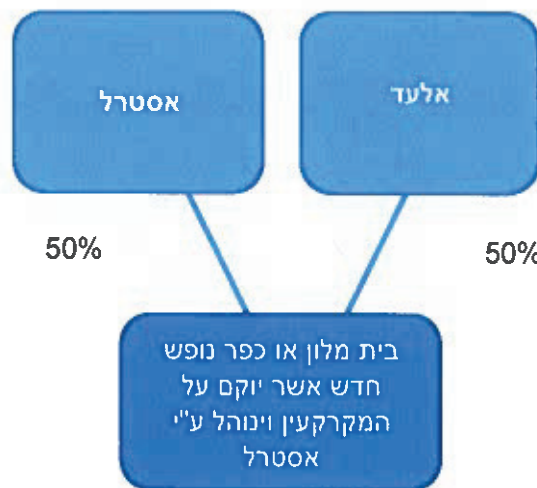 אסטרל
אלעד
50%
50%
בית מלון או כפר נופש
חדש אשר יוקם על
המקרקעין וינוהל ע"י
אסטרל